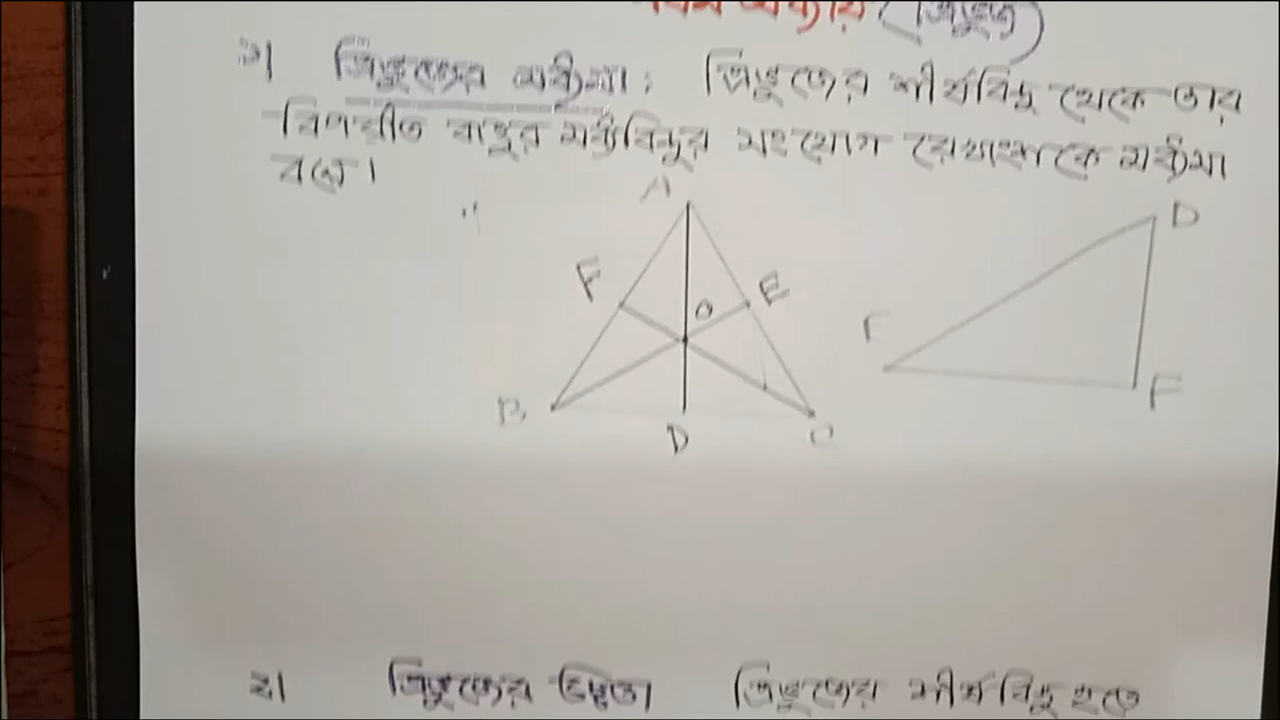 (ত্রিভুজ)
১। ত্রিভুজের মধ্যমা: ত্রিভুজের শীর্ষবিন্দু থেকে তার
বিপরীত বাহুর মধ্যবিন্দুর সংযোগ রেখাংশকে মধ্যমা
বলে।
A
D
F
E
O
B
D
C
F
২। ত্রিভুজের উচ্চতা ত্রিভুজের শীর্ষবিন্দু হতে